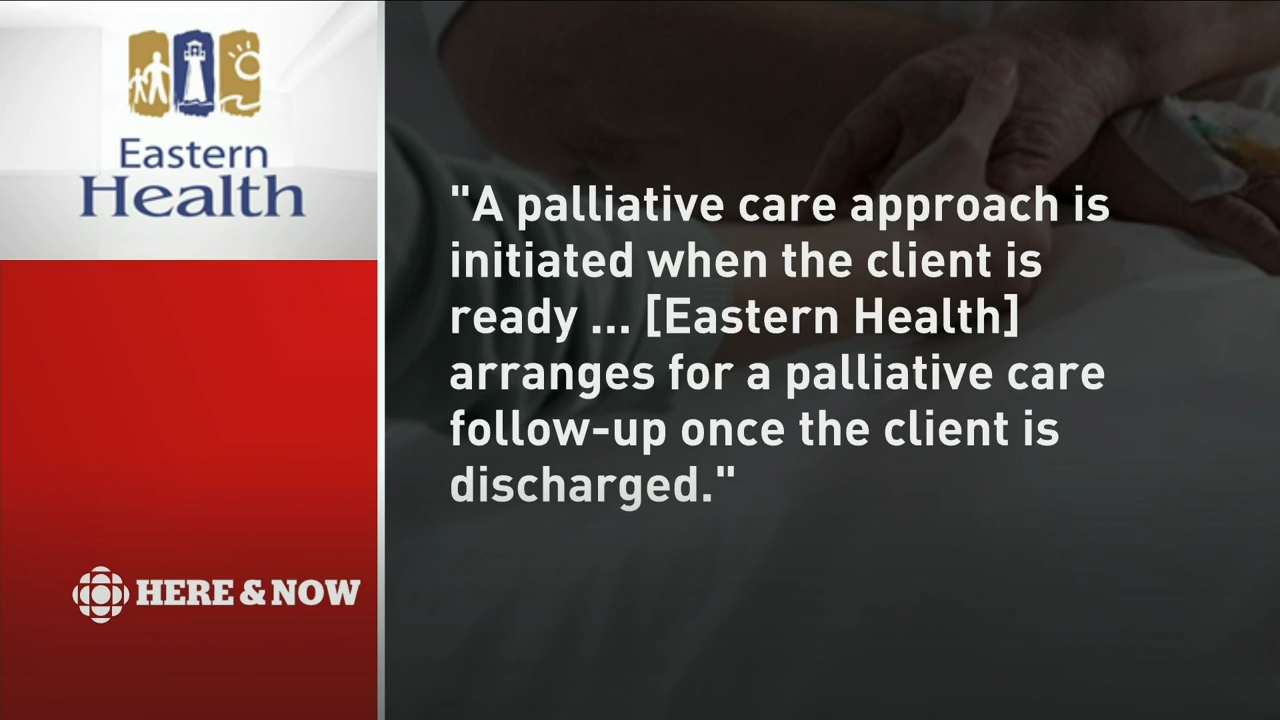 Eastern
Health
"A palliative care approach is
initiated when the client is
ready ... [Eastern Health]
arranges for a palliative care
follow-up once the client is
discharged."
HERE & NOW